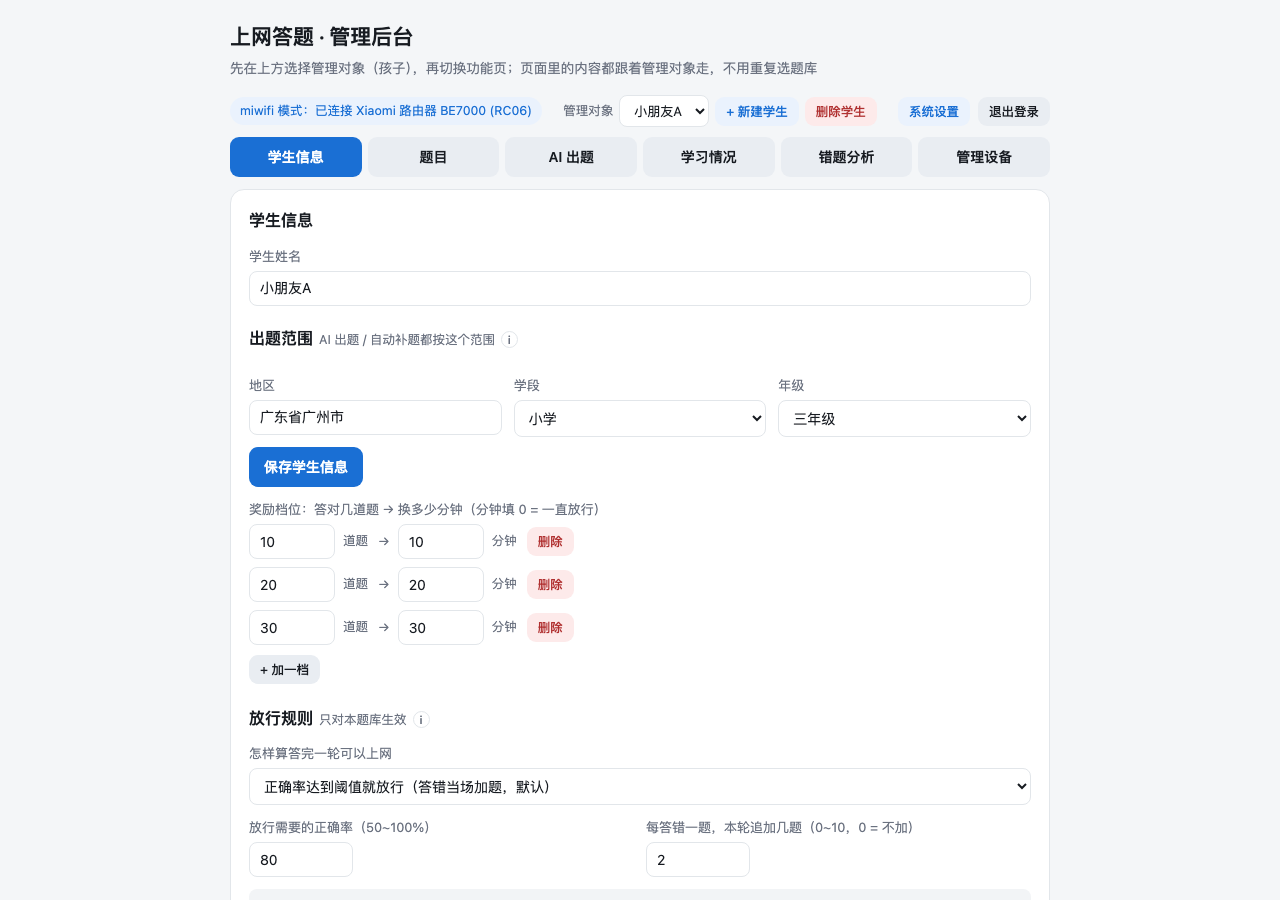 上网答题 · 管理后台
先在上方选择管理对象（孩子），再切换功能页；页面里的内容都跟着管理对象走，不用重复选题库
miwifi 模式：已连接 Xiaomi 路由器 BE7000 (RC06) 管理对象 小朋友A + 新建学生 删除学生 系统设置 退出登录
学生信息 题目 AI 出题 学习情况 错题分析 管理设备
学生信息
学生姓名
小朋友A
出题范围 AI 出题 / 自动补题都按这个范围 i
地区 学段 年级
广东省广州市 小学 三年级
保存学生信息
奖励档位：答对几道题 → 换多少分钟（分钟填 0 = 一直放行）
10 道题 → 10 分钟 删除
20 道题 → 20 分钟 删除
30 道题 → 30 分钟 删除
+ 加一档
放行规则 只对本题库生效 i
怎样算答完一轮可以上网
正确率达到阈值就放行（答错当场加题，默认）
放行需要的正确率（50~100%） 每答错一题，本轮追加几题（0~10，0 = 不加）
80 2